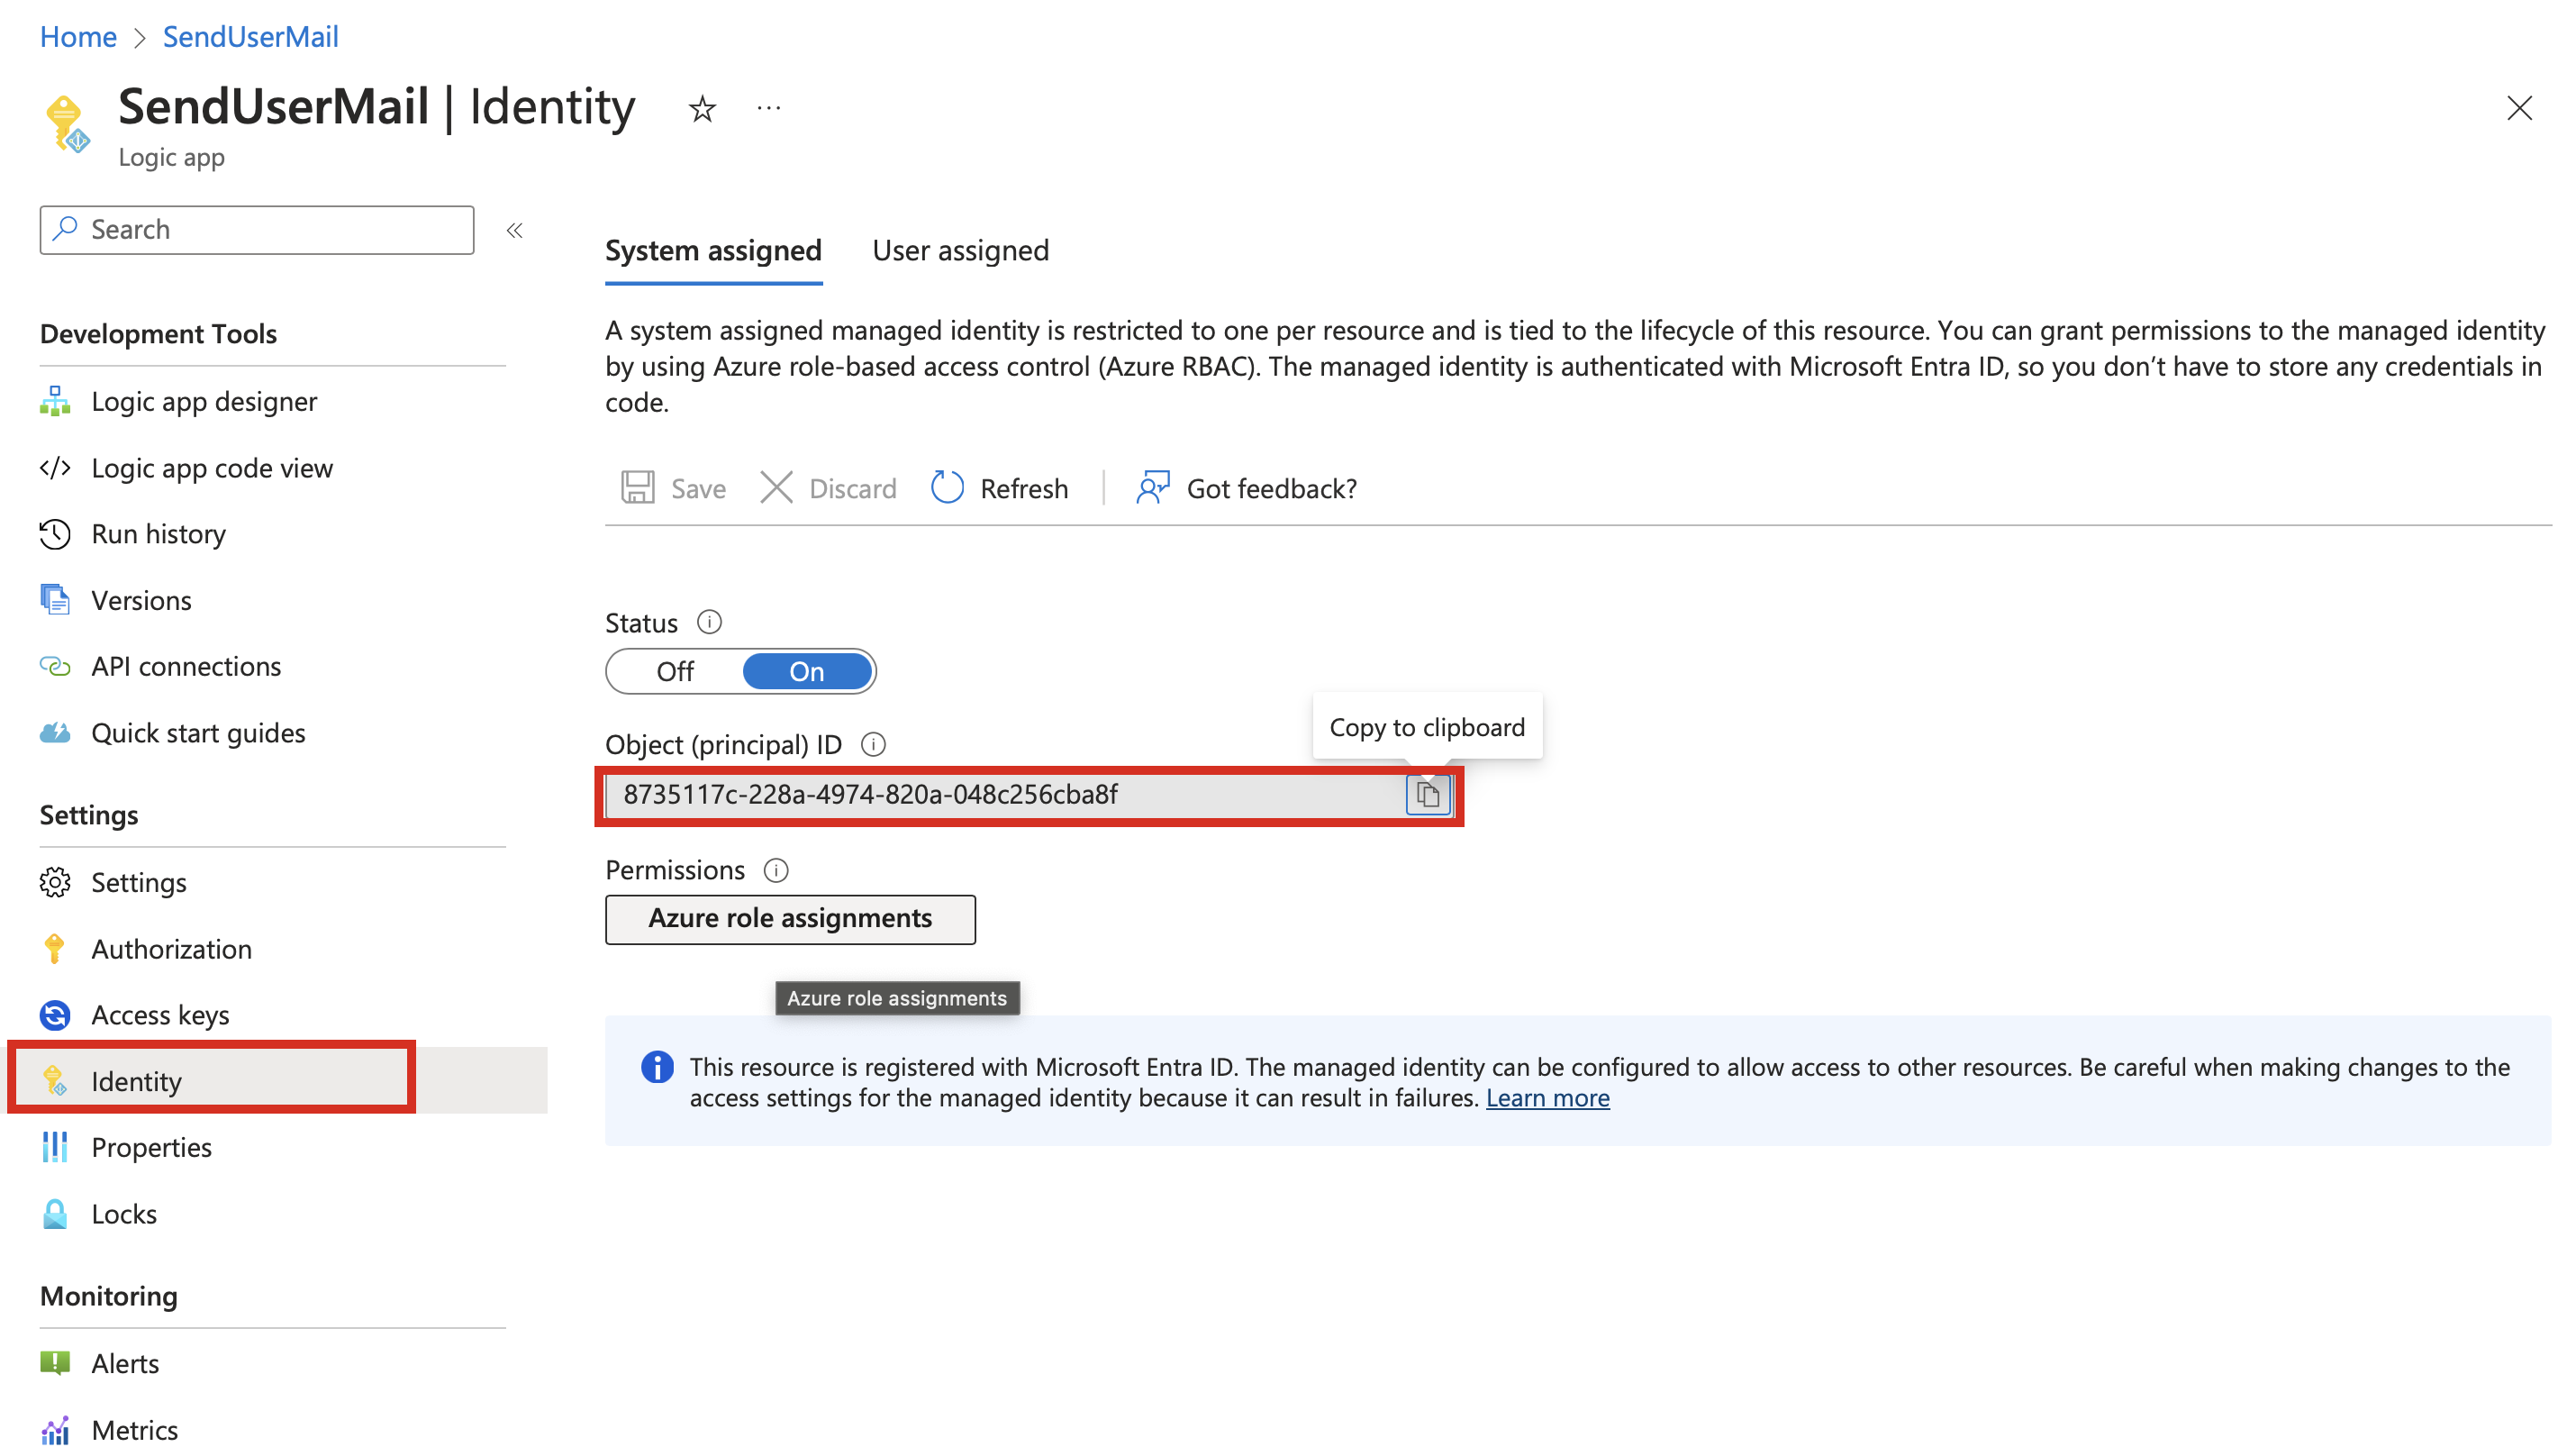 Home > SendUserMail
SendUserMail | Identity
Logic app
Search
Development Tools
Logic app designer
Logic app code view
Run history
Versions
API connections
Quick start guides
Settings
Settings
Authorization
Access keys
Identity
Properties
Locks
Monitoring
Alerts
Metrics
System assigned User assigned
A system assigned managed identity is restricted to one per resource and is tied to the lifecycle of this resource. You can grant permissions to the managed identity
by using Azure role-based access control (Azure RBAC). The managed identity is authenticated with Microsoft Entra ID, so you don’t have to store any credentials in
code.
Save Discard Refresh Got feedback?
Status
Off On
Copy to clipboard
Object (principal) ID
8735117c-228a-4974-820a-048c256cba8f
Permissions
Azure role assignments
Azure role assignments
This resource is registered with Microsoft Entra ID. The managed identity can be configured to allow access to other resources. Be careful when making changes to the
access settings for the managed identity because it can result in failures. Learn more